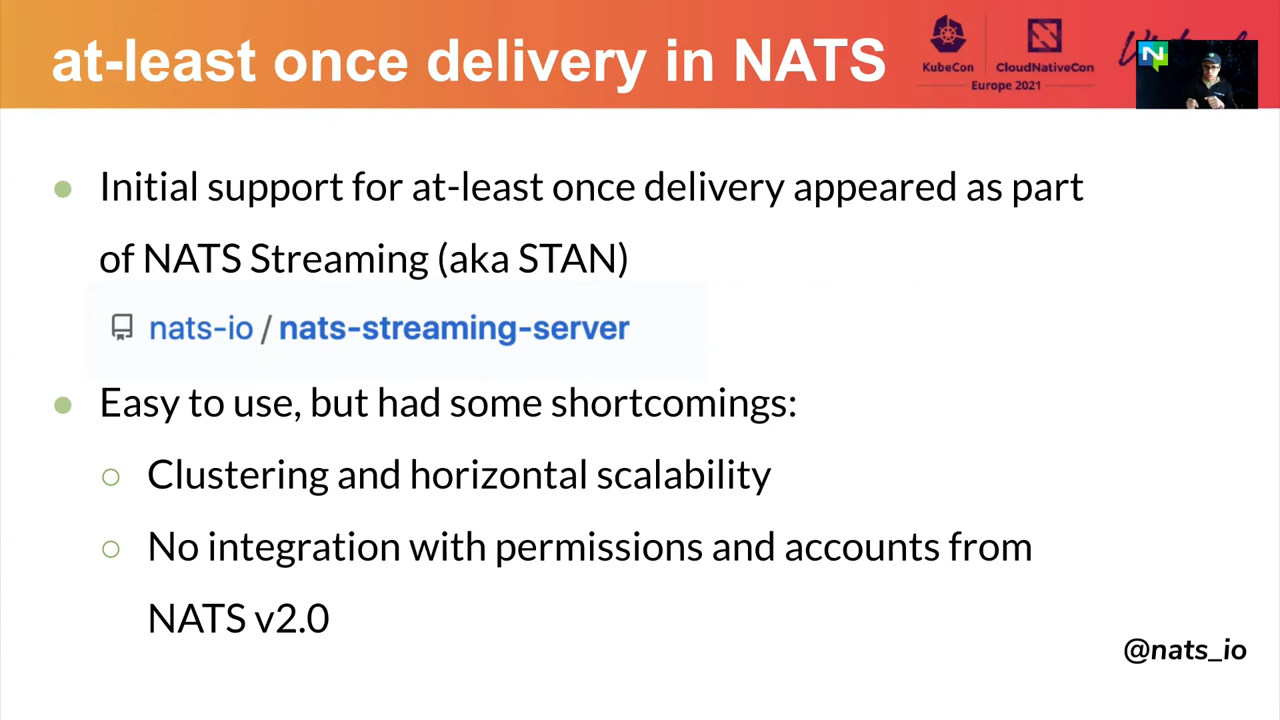 at-least once delivery in NATS
KubeCon
CloudNativeCon
Europe 2021
Virtual
N
Initial support for at-least once delivery appeared as part
of NATS Streaming (aka STAN)
nats-io / nats-streaming-server
Easy to use, but had some shortcomings:
Clustering and horizontal scalability
No integration with permissions and accounts from
NATS v2.0
@nats_io